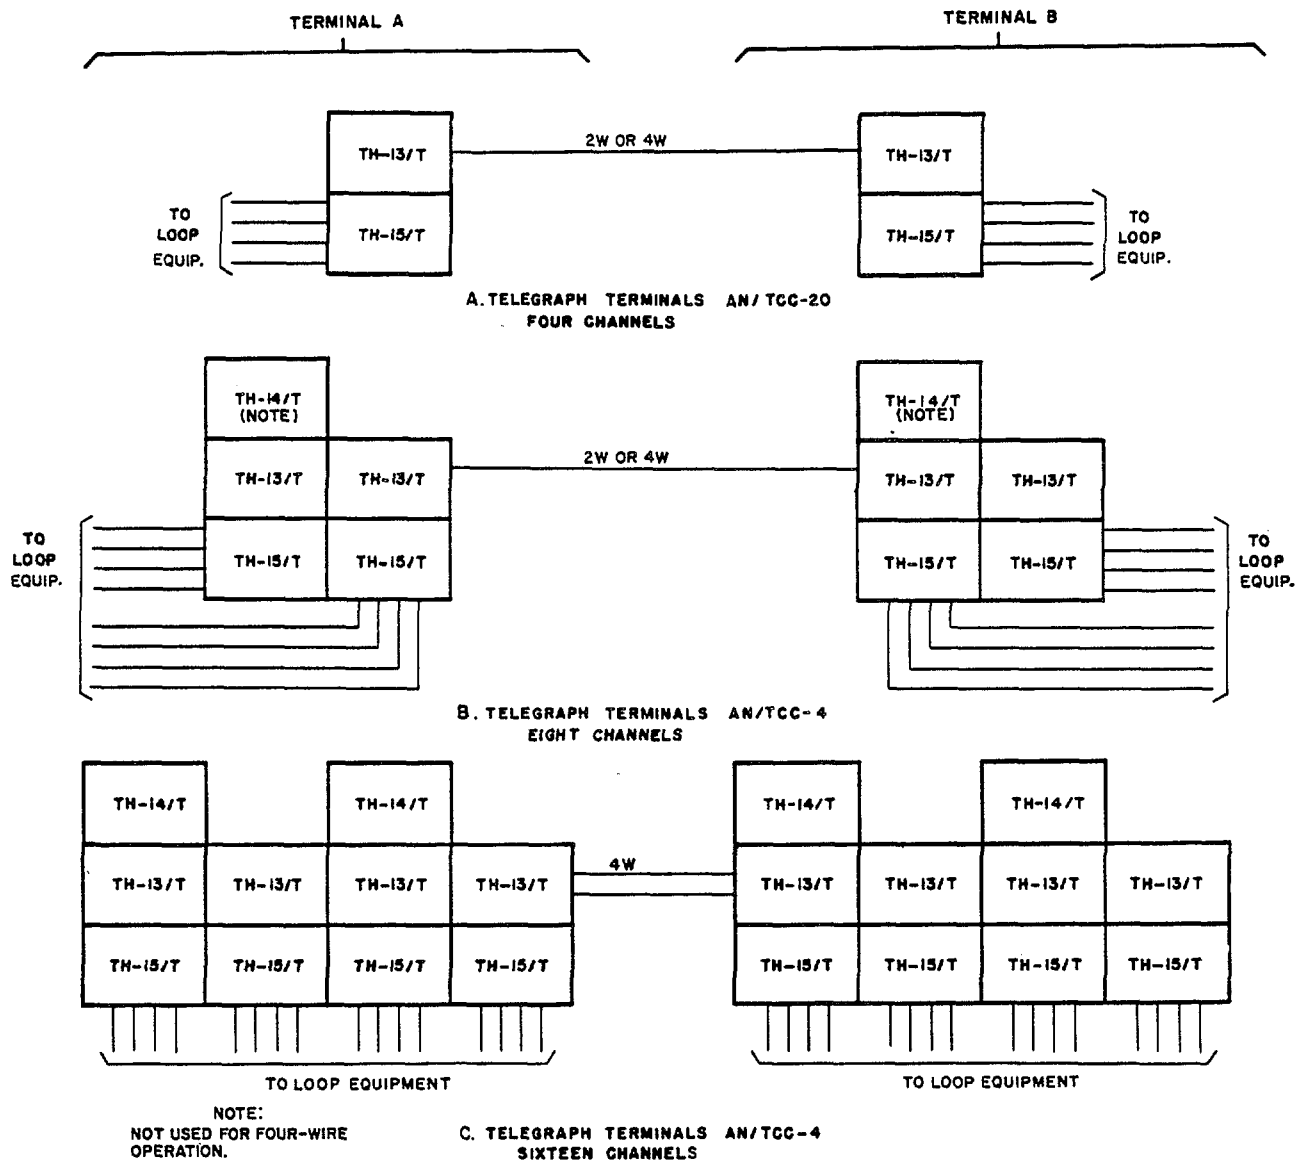 TERMINAL A
TERMINAL B
TH-13/T
2W OR 4W
TH-13/T
TO
LOOP
EQUIP.
TH-15/T
TH-15/T
TO
LOOP
EQUIP.
A. TELEGRAPH TERMINALS AN/TCC-20
FOUR CHANNELS
TH-14/T
(NOTE)
TH-14/T
(NOTE)
TH-13/T
TH-13/T
2W OR 4W
TH-13/T
TH-13/T
TO
LOOP
EQUIP.
TH-15/T
TH-15/T
TH-15/T
TH-15/T
TO
LOOP
EQUIP.
B. TELEGRAPH TERMINALS AN/TCC-4
EIGHT CHANNELS
TH-14/T
TH-14/T
TH-14/T
TH-14/T
TH-13/T
TH-13/T
TH-13/T
TH-13/T
4W
TH-13/T
TH-13/T
TH-13/T
TH-13/T
TH-15/T
TH-15/T
TH-15/T
TH-15/T
TH-15/T
TH-15/T
TH-15/T
TH-15/T
TO LOOP EQUIPMENT
TO LOOP EQUIPMENT
NOTE:
NOT USED FOR FOUR-WIRE
OPERATION.
C. TELEGRAPH TERMINALS AN/TCC-4
SIXTEEN CHANNELS